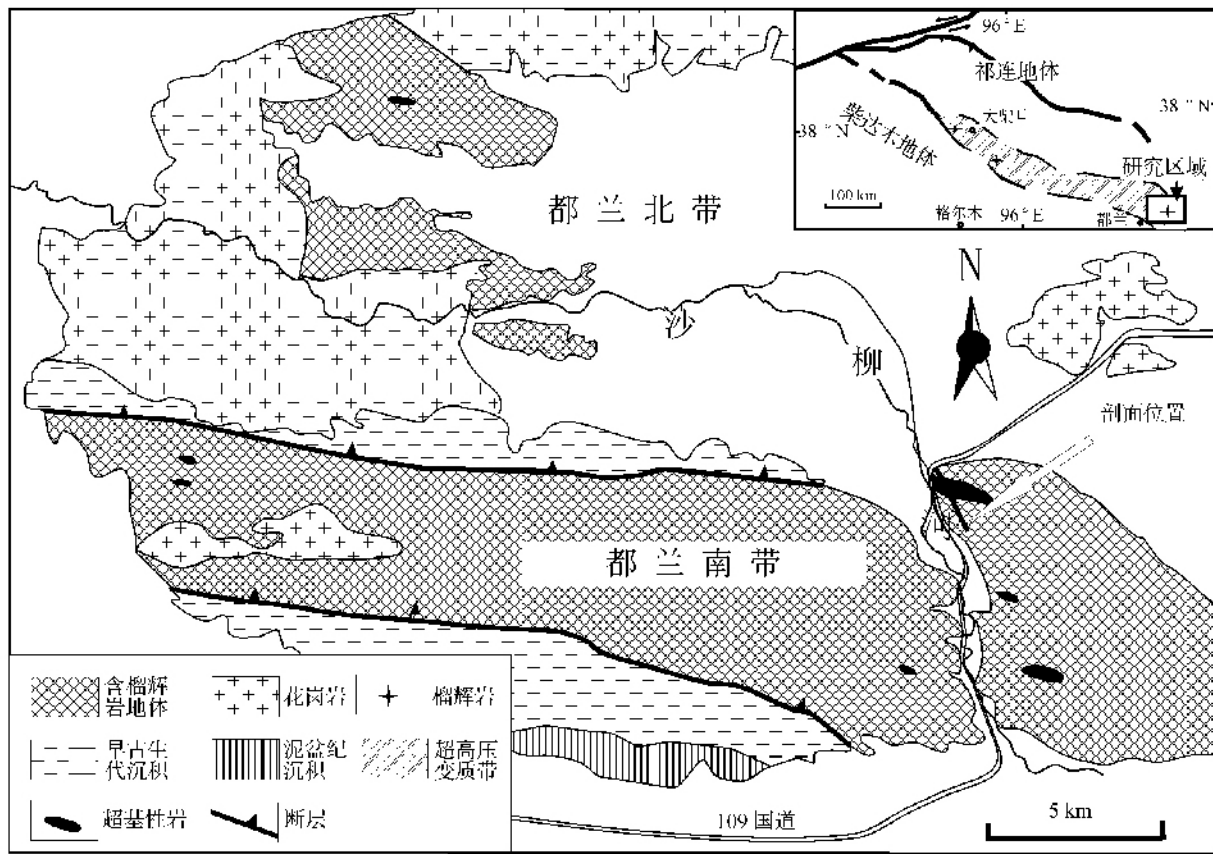 96°E
祁连地体
38°N
38°N
大柴旦
柴达木地体
研究区域
100 km
格尔木
96°E
都兰
都兰北带
N
沙
柳
剖面位置
都兰南带
含榴辉
岩地体
花岗岩
榴辉岩
早古生
代沉积
泥盆纪
沉积
超高压
变质带
超基性岩
断层
109国道
5 km